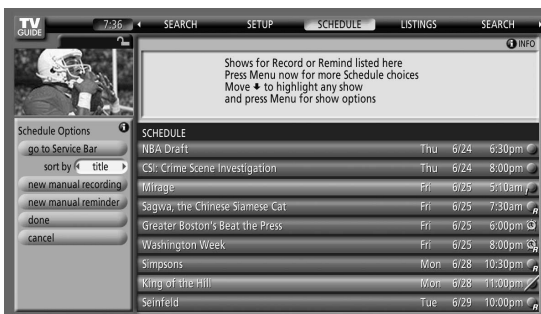 TV GUIDE
7:36
SEARCH SETUP SCHEDULE LISTINGS SEARCH
INFO
Shows for Record or Remind listed here
Press Menu now for more Schedule choices
Move to highlight any show
and press Menu for show options
Schedule Options
go to Service Bar
sort by title
new manual recording
new manual reminder
done
cancel
SCHEDULE
NBA Draft Thu 6/24 6:30pm
CSI: Crime Scene Investigation Thu 6/24 8:00pm
Mirage Fri 6/25 5:10am
Sagwa, the Chinese Siamese Cat Fri 6/25 7:30am R
Greater Boston's Beat the Press Fri 6/25 6:00pm
Washington Week Fri 6/25 8:00pm R
Simpsons Mon 6/28 10:30pm R
King of the Hill Mon 6/28 11:00pm
Seinfeld Tue 6/29 10:00pm R